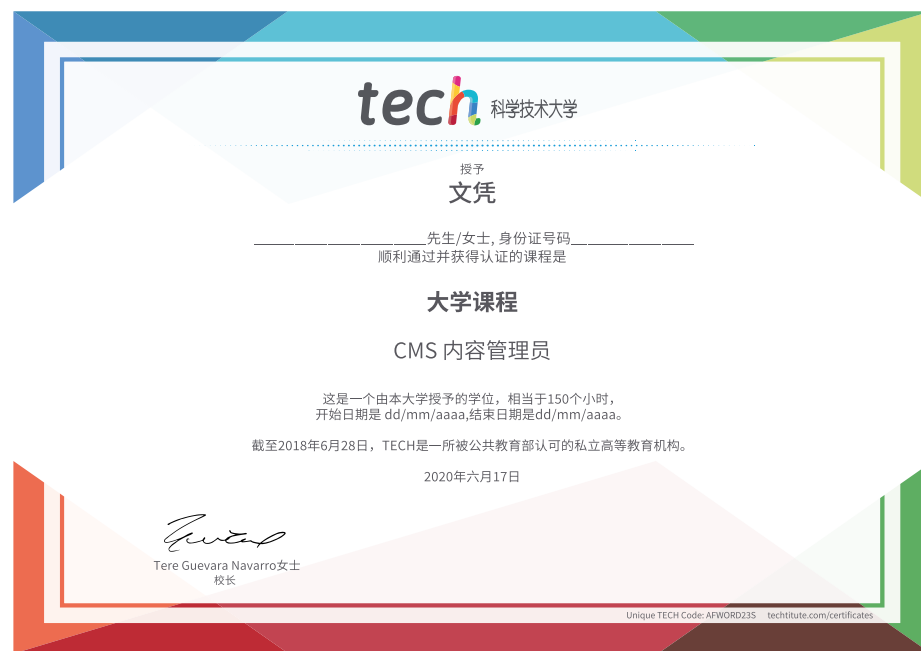 tech 科学技术大学
授予
文凭
____________________先生/女士, 身份证号码_______________
顺利通过并获得认证的课程是
大学课程
CMS 内容管理员
这是一个由本大学授予的学位，相当于150个小时，
开始日期是 dd/mm/aaaa,结束日期是dd/mm/aaaa。
截至2018年6月28日，TECH是一所被公共教育部认可的私立高等教育机构。
2020年六月17日
Tere Guevara Navarro女士
校长
Unique TECH Code: AFWORD23S techtitute.com/certificates